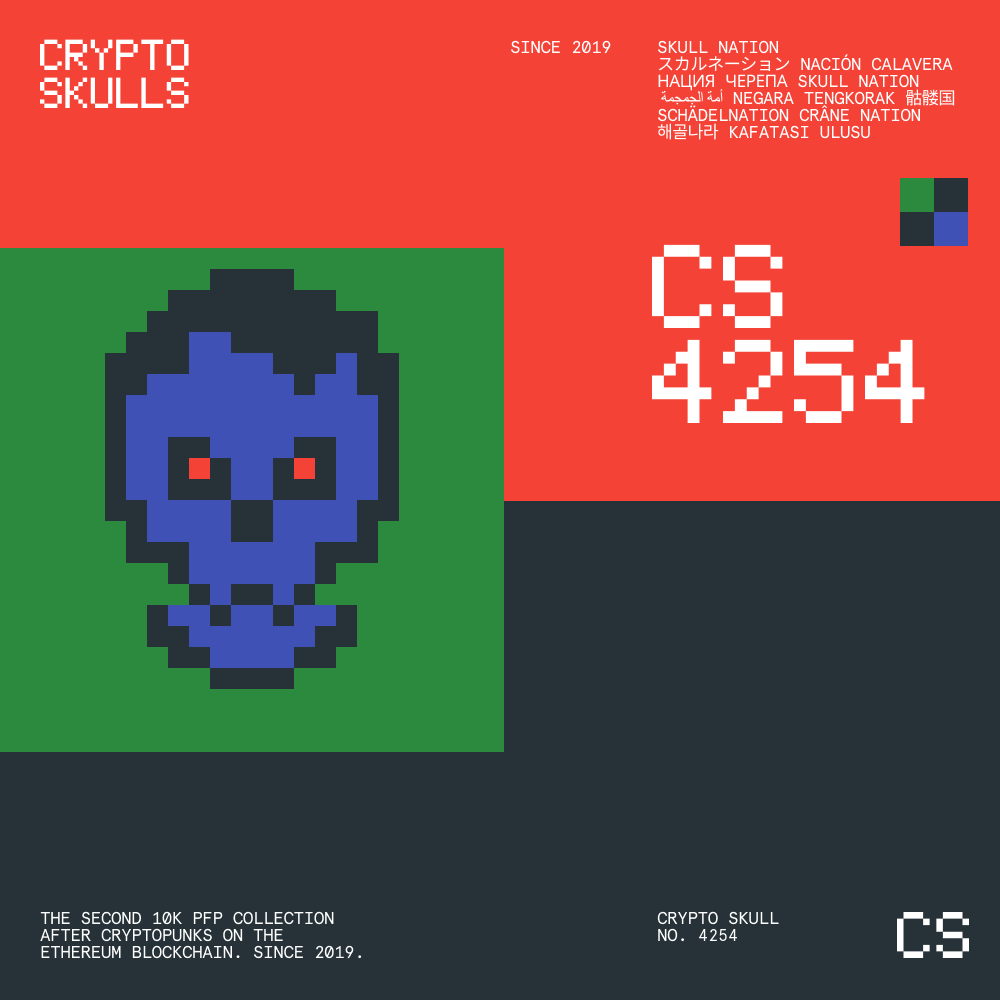 CRYPTO
SKULLS
SINCE 2019
SKULL NATION
スカルネーション NACIÓN CALAVERA
НАЦИЯ ЧЕРЕПА SKULL NATION
أمة الجمجمة NEGARA TENGKORAK 骷髅国
SCHÄDELNATION CRÂNE NATION
해골나라 KAFATASI ULUSU
CS
4254
THE SECOND 10K PFP COLLECTION
AFTER CRYPTOPUNKS ON THE
ETHEREUM BLOCKCHAIN. SINCE 2019.
CRYPTO SKULL
NO. 4254
CS